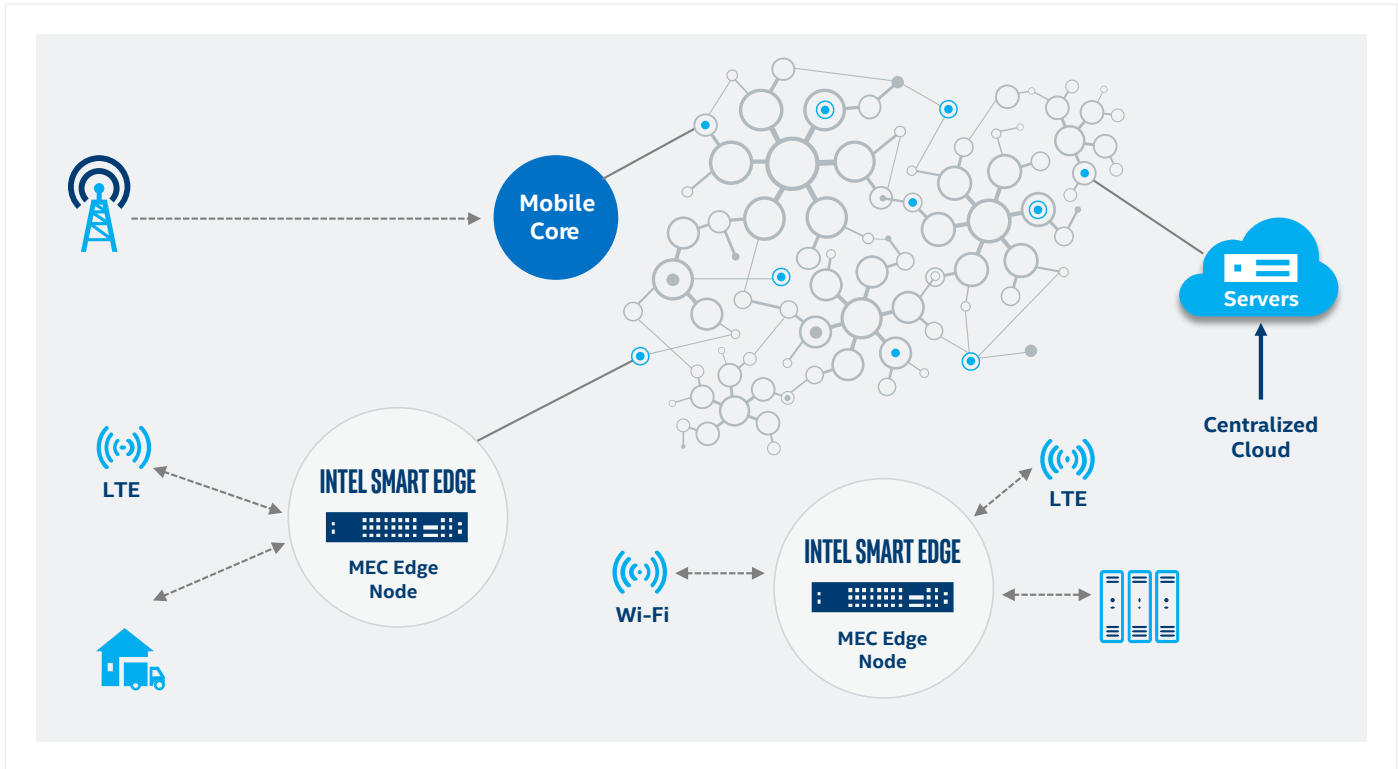 Mobile
Core
Servers
Centralized
Cloud
LTE
INTEL SMART EDGE
MEC Edge
Node
LTE
Wi-Fi
INTEL SMART EDGE
MEC Edge
Node